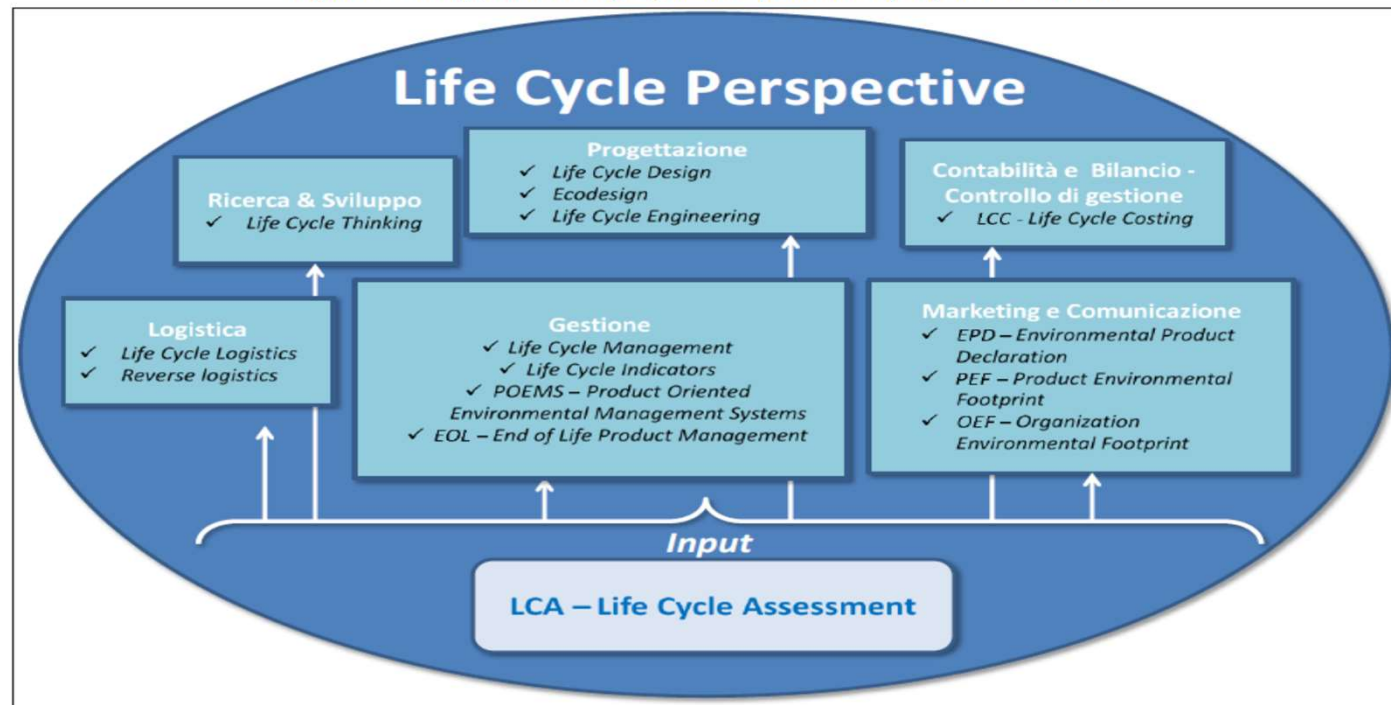 Life Cycle Perspective
Progettazione
✓ Life Cycle Design
✓ Ecodesign
✓ Life Cycle Engineering
Contabilità e Bilancio -
Controllo di gestione
✓ LCC - Life Cycle Costing
Ricerca & Sviluppo
✓ Life Cycle Thinking
Logistica
✓ Life Cycle Logistics
✓ Reverse logistics
Gestione
✓ Life Cycle Management
✓ Life Cycle Indicators
✓ POEMS – Product Oriented
Environmental Management Systems
✓ EOL – End of Life Product Management
Marketing e Comunicazione
✓ EPD – Environmental Product
Declaration
✓ PEF – Product Environmental
Footprint
✓ OEF – Organization
Environmental Footprint
Input
LCA – Life Cycle Assessment